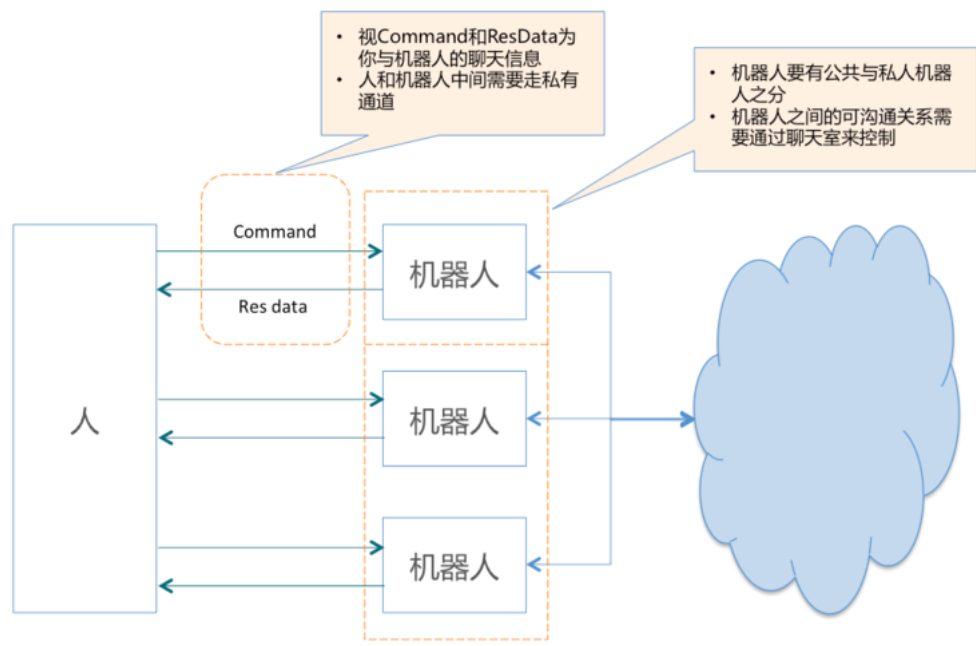 • 视Command和ResData为
你与机器人的聊天信息
• 人和机器人中间需要走私有
通道
• 机器人要有公共与私人机器
人之分
• 机器人之间的可沟通关系需
要通过聊天室来控制
Command
机器人
Res data
人
机器人
机器人